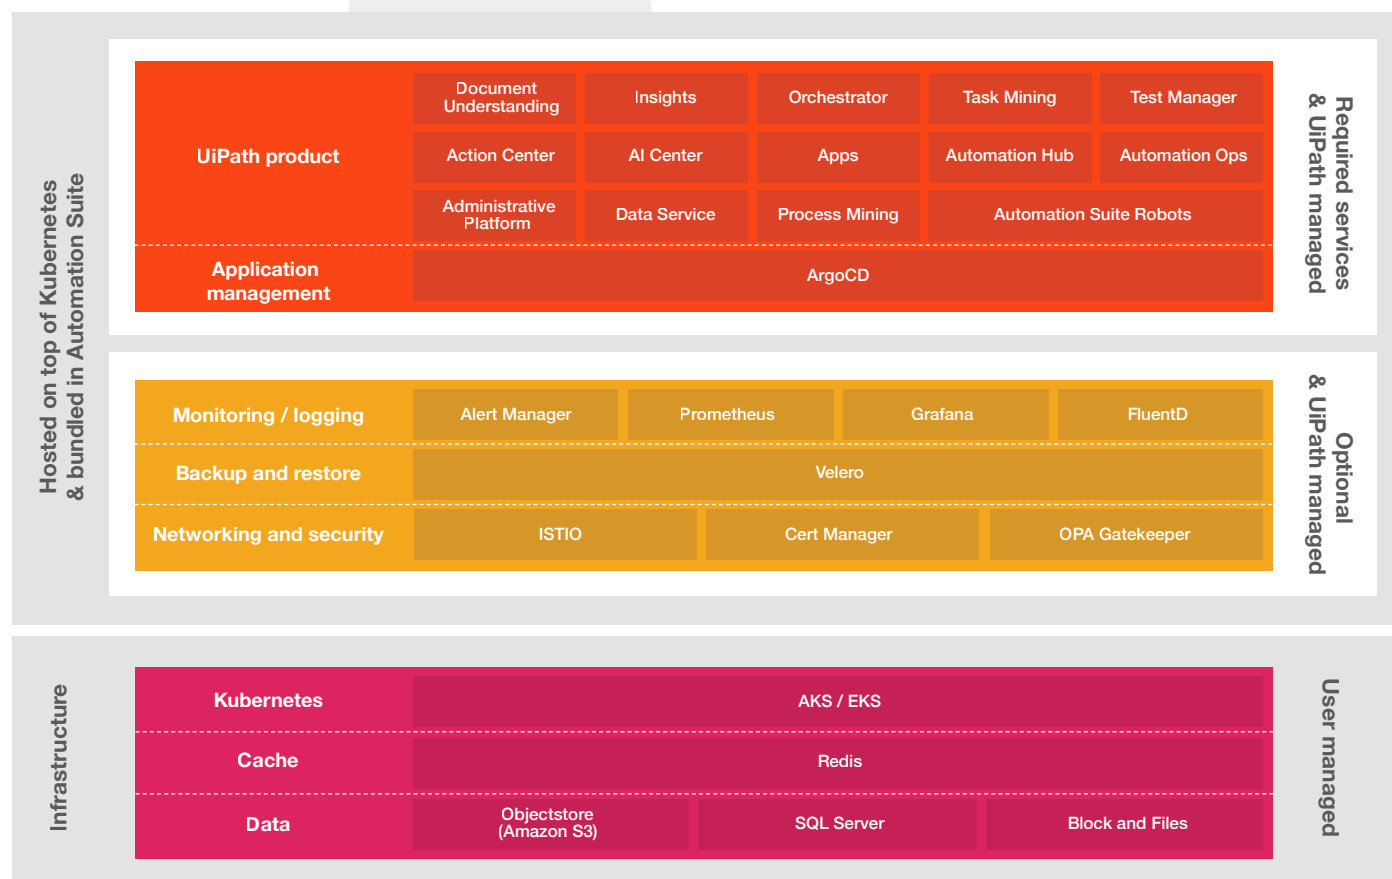 Hosted on top of Kubernetes
& bundled in Automation Suite
UiPath product
Document
Understanding
Insights
Orchestrator
Task Mining
Test Manager
Action Center
AI Center
Apps
Automation Hub
Automation Ops
Administrative
Platform
Data Service
Process Mining
Automation Suite Robots
Application
management
ArgoCD
Required services
& UiPath managed
Monitoring / logging
Alert Manager
Prometheus
Grafana
FluentD
Backup and restore
Velero
Networking and security
ISTIO
Cert Manager
OPA Gatekeeper
Optional
& UiPath managed
Infrastructure
Kubernetes
AKS / EKS
Cache
Redis
Data
Objectstore
(Amazon S3)
SQL Server
Block and Files
User managed